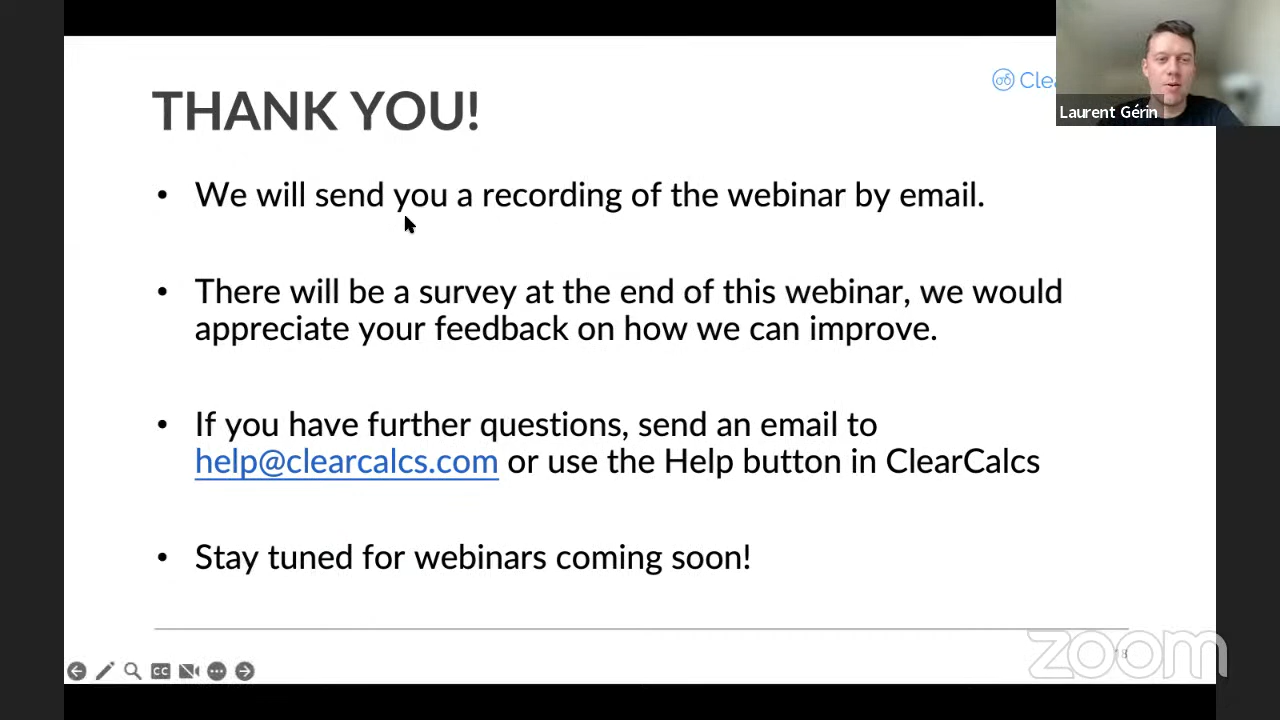 THANK YOU!
Clea
Laurent Gérin
• We will send you a recording of the webinar by email.
• There will be a survey at the end of this webinar, we would
appreciate your feedback on how we can improve.
• If you have further questions, send an email to
help@clearcalcs.com or use the Help button in ClearCalcs
• Stay tuned for webinars coming soon!
CC
zoom